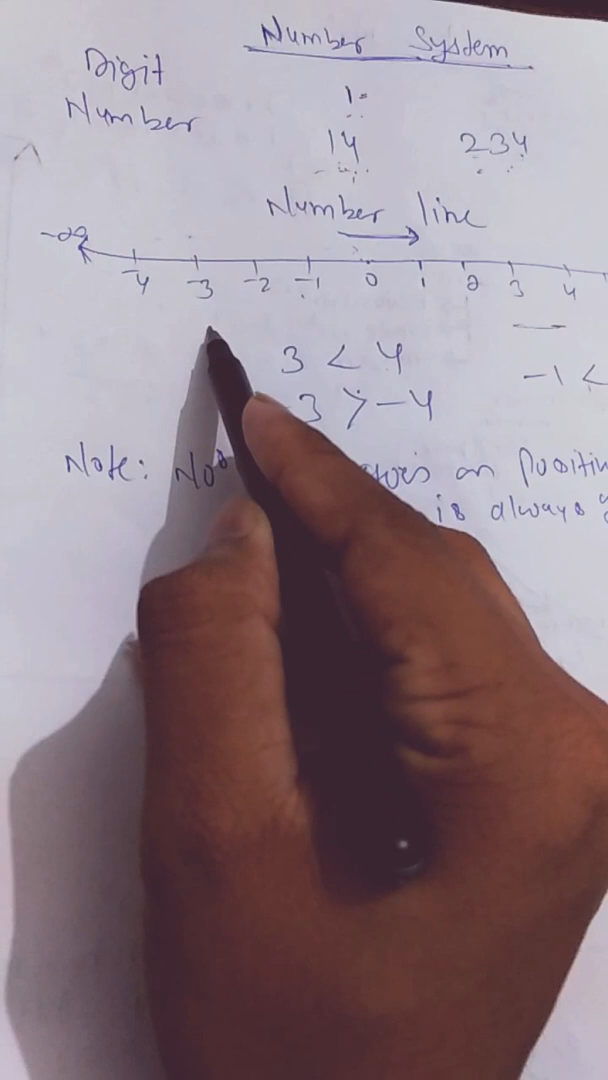 Number System
Digit
Number
1
14 234
Number line
-∞ -4 -3 -2 -1 0 1 2 3 4
3 < 4
-1 <
3 > -4
Note: on
is always